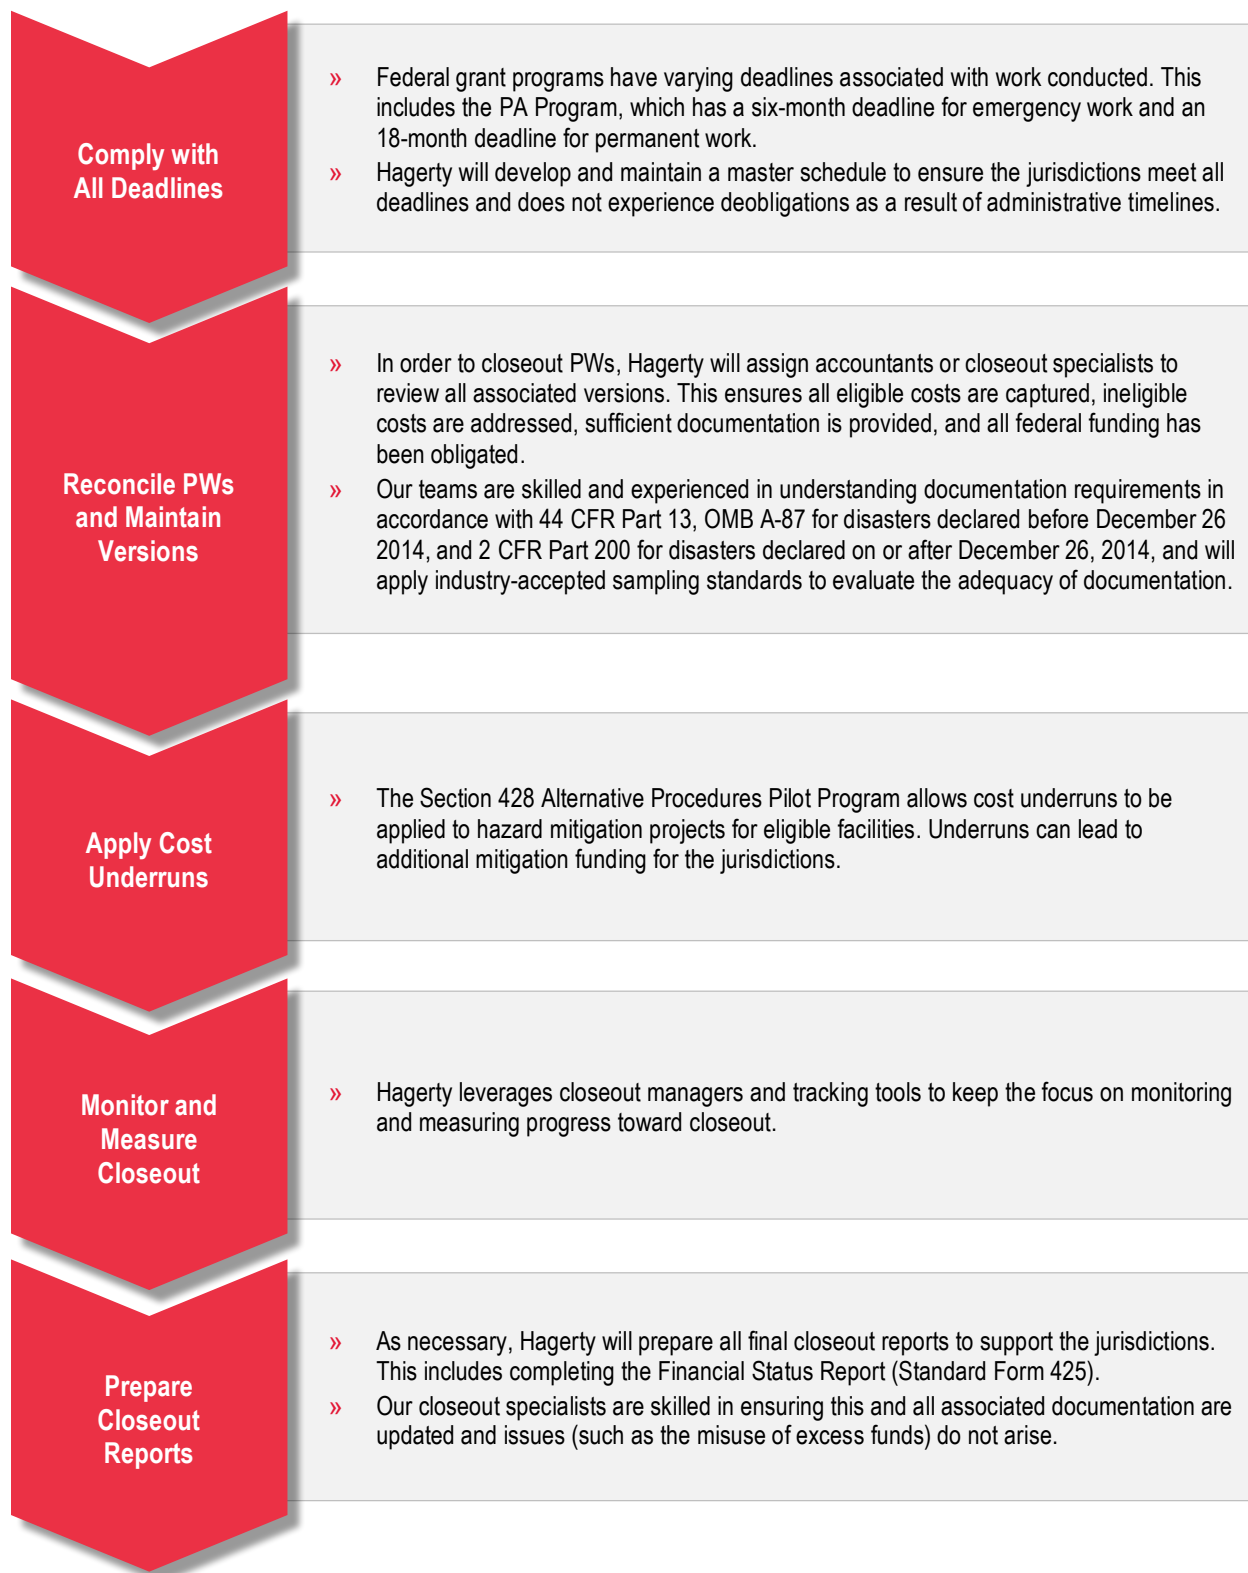 Comply with
All Deadlines
» Federal grant programs have varying deadlines associated with work conducted. This
includes the PA Program, which has a six-month deadline for emergency work and an
18-month deadline for permanent work.
» Hagerty will develop and maintain a master schedule to ensure the jurisdictions meet all
deadlines and does not experience deobligations as a result of administrative timelines.
Reconcile PWs
and Maintain
Versions
» In order to closeout PWs, Hagerty will assign accountants or closeout specialists to
review all associated versions. This ensures all eligible costs are captured, ineligible
costs are addressed, sufficient documentation is provided, and all federal funding has
been obligated.
» Our teams are skilled and experienced in understanding documentation requirements in
accordance with 44 CFR Part 13, OMB A-87 for disasters declared before December 26
2014, and 2 CFR Part 200 for disasters declared on or after December 26, 2014, and will
apply industry-accepted sampling standards to evaluate the adequacy of documentation.
Apply Cost
Underruns
» The Section 428 Alternative Procedures Pilot Program allows cost underruns to be
applied to hazard mitigation projects for eligible facilities. Underruns can lead to
additional mitigation funding for the jurisdictions.
Monitor and
Measure
Closeout
» Hagerty leverages closeout managers and tracking tools to keep the focus on monitoring
and measuring progress toward closeout.
Prepare
Closeout
Reports
» As necessary, Hagerty will prepare all final closeout reports to support the jurisdictions.
This includes completing the Financial Status Report (Standard Form 425).
» Our closeout specialists are skilled in ensuring this and all associated documentation are
updated and issues (such as the misuse of excess funds) do not arise.